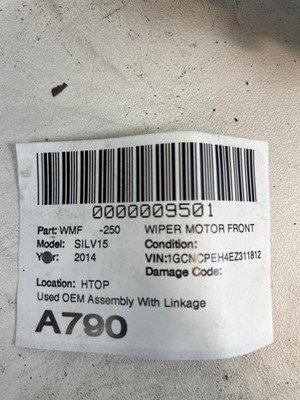 0000009501
Part: WMF -250 WIPER MOTOR FRONT
Model: SILV15 Condition:
Year: 2014 VIN:1GCNCPEH4EZ311812
Damage Code:
Location: HTOP
Used OEM Assembly With Linkage
A790